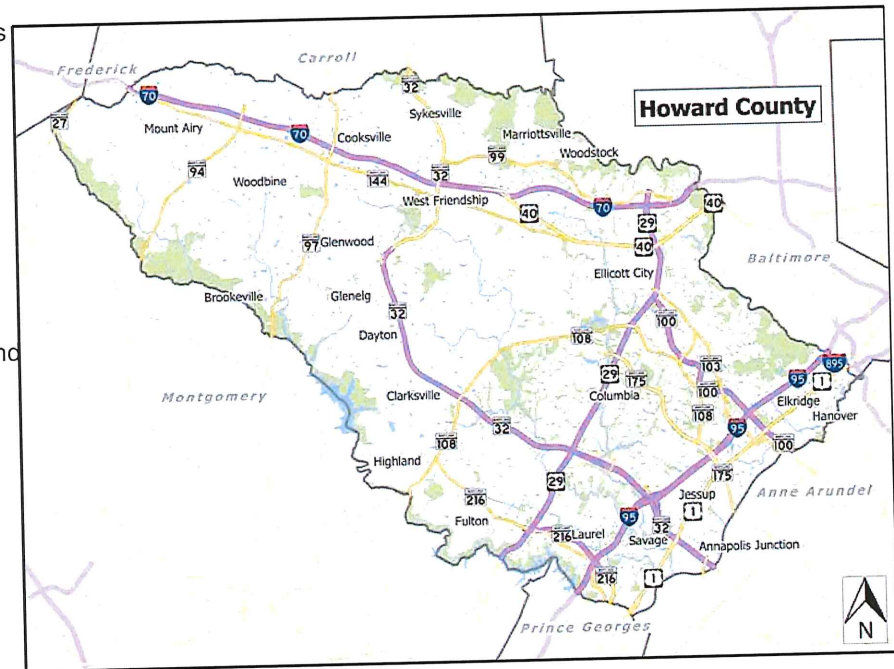 s
Carroll
Frederick
Howard County
70
32
27
Sykesville
Mount Airy
70
Cooksville
Marriottsville
99
Woodstock
94
32
Woodbine
144
West Friendship
40
70
29
40
97
Glenwood
40
Ellicott City
Baltimore
Brookeville
Glenelg
32
100
Dayton
108
nd
29
175
103
895
95
1
Montgomery
Clarksville
Columbia
100
Elkridge
108
Hanover
32
95
108
100
Highland
175
29
Anne Arundel
216
Jessup
1
Fulton
95
32
216
Laurel
Savage
Annapolis Junction
216
1
Prince Georges
N